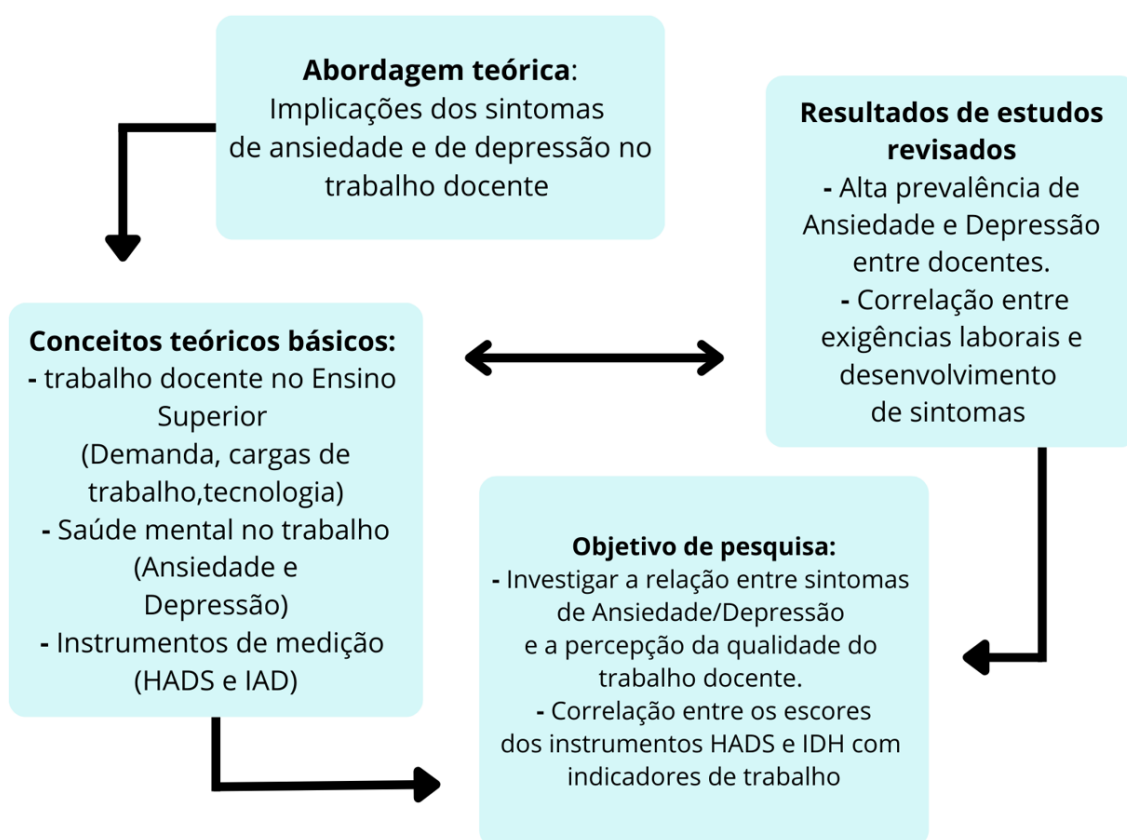 Abordagem teórica:
Implicações dos sintomas
de ansiedade e de depressão no
trabalho docente
Resultados de estudos
revisados
- Alta prevalência de
Ansiedade e Depressão
entre docentes.
- Correlação entre
exigências laborais e
desenvolvimento
de sintomas
Conceitos teóricos básicos:
- trabalho docente no Ensino
Superior
(Demanda, cargas de
trabalho,tecnologia)
- Saúde mental no trabalho
(Ansiedade e
Depressão)
- Instrumentos de medição
(HADS e IAD)
Objetivo de pesquisa:
- Investigar a relação entre sintomas
de Ansiedade/Depressão
e a percepção da qualidade do
trabalho docente.
- Correlação entre os escores
dos instrumentos HADS e IDH com
indicadores de trabalho